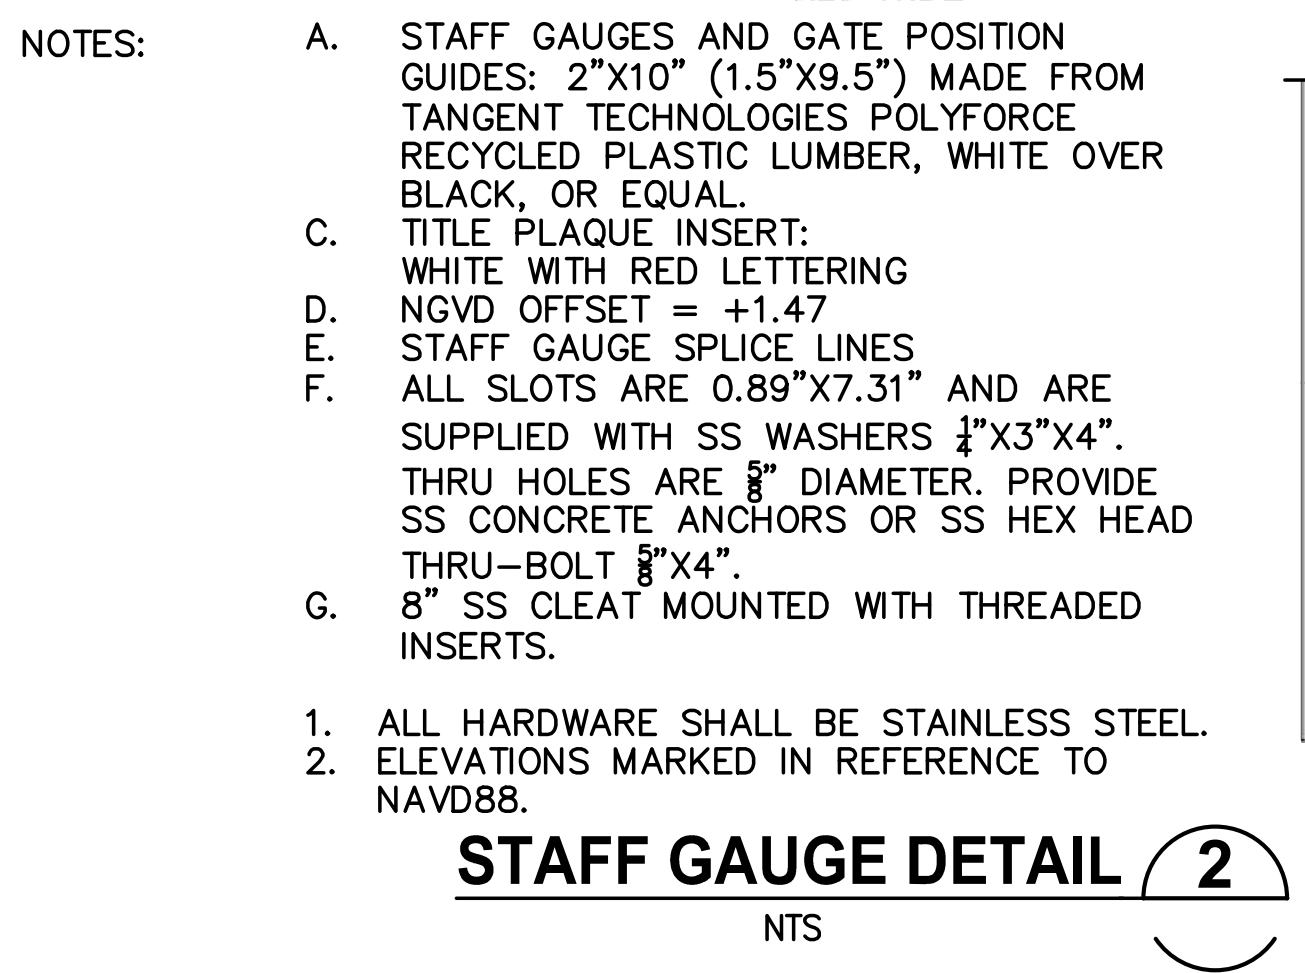 NOTES:
A. STAFF GAUGES AND GATE POSITION
GUIDES: 2”X10” (1.5”X9.5”) MADE FROM
TANGENT TECHNOLOGIES POLYFORCE
RECYCLED PLASTIC LUMBER, WHITE OVER
BLACK, OR EQUAL.
C. TITLE PLAQUE INSERT:
WHITE WITH RED LETTERING
D. NGVD OFFSET = +1.47
E. STAFF GAUGE SPLICE LINES
F. ALL SLOTS ARE 0.89”X7.31” AND ARE
SUPPLIED WITH SS WASHERS 1/4”X3”X4”.
THRU HOLES ARE 5/8” DIAMETER. PROVIDE
SS CONCRETE ANCHORS OR SS HEX HEAD
THRU–BOLT 5/8”X4”.
G. 8” SS CLEAT MOUNTED WITH THREADED
INSERTS.
1. ALL HARDWARE SHALL BE STAINLESS STEEL.
2. ELEVATIONS MARKED IN REFERENCE TO
NAVD88.
STAFF GAUGE DETAIL 2
NTS